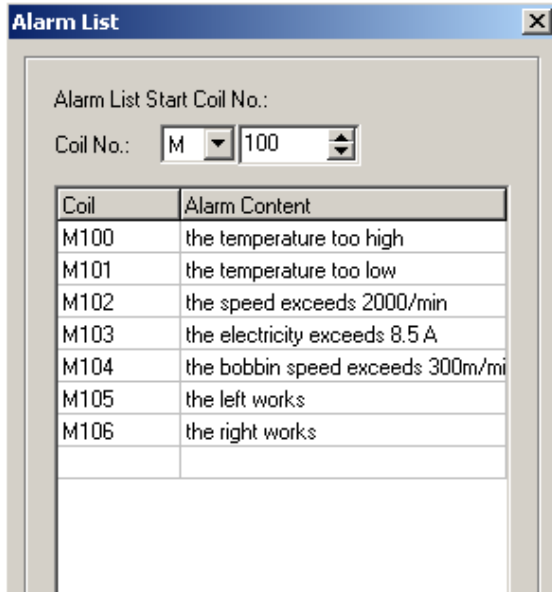 Alarm List
Alarm List Start Coil No.:
Coil No.: M 100
Coil Alarm Content
M100 the temperature too high
M101 the temperature too low
M102 the speed exceeds 2000/min
M103 the electricity exceeds 8.5 A
M104 the bobbin speed exceeds 300m/mi
M105 the left works
M106 the right works